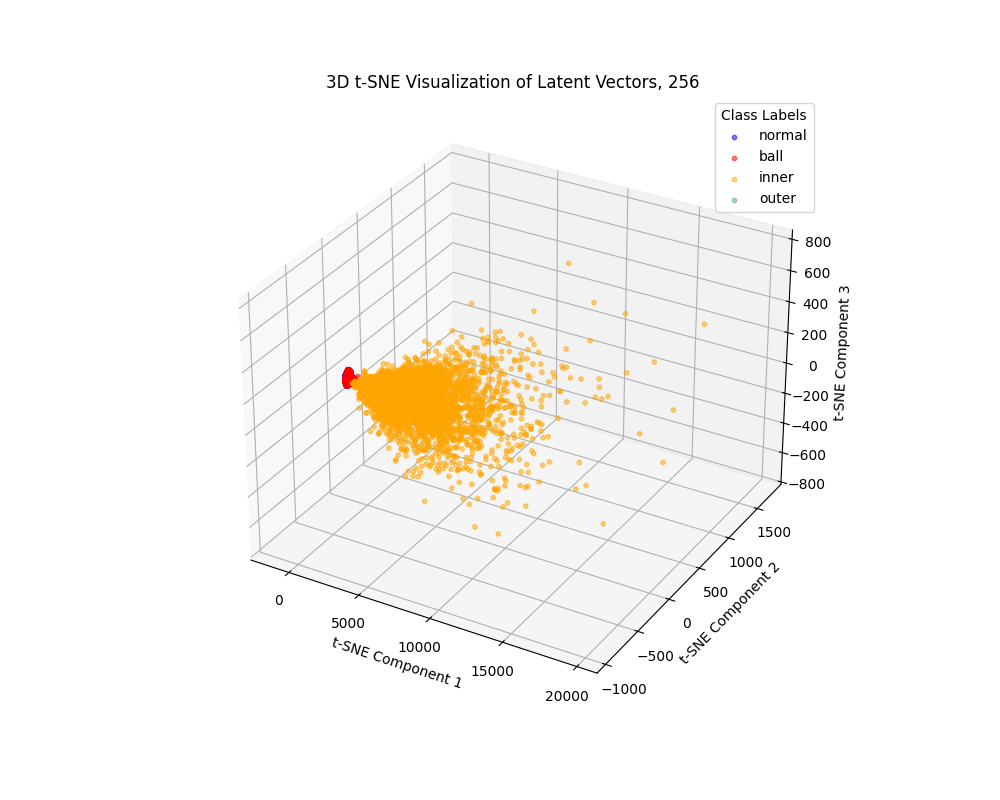 3D t-SNE Visualization of Latent Vectors, 256
Class Labels
normal
ball
inner
outer
800
600
400
200
0
−200
−400
−600
−800
t-SNE Component 3
1500
1000
500
0
−500
−1000
t-SNE Component 2
0
5000
10000
15000
20000
t-SNE Component 1